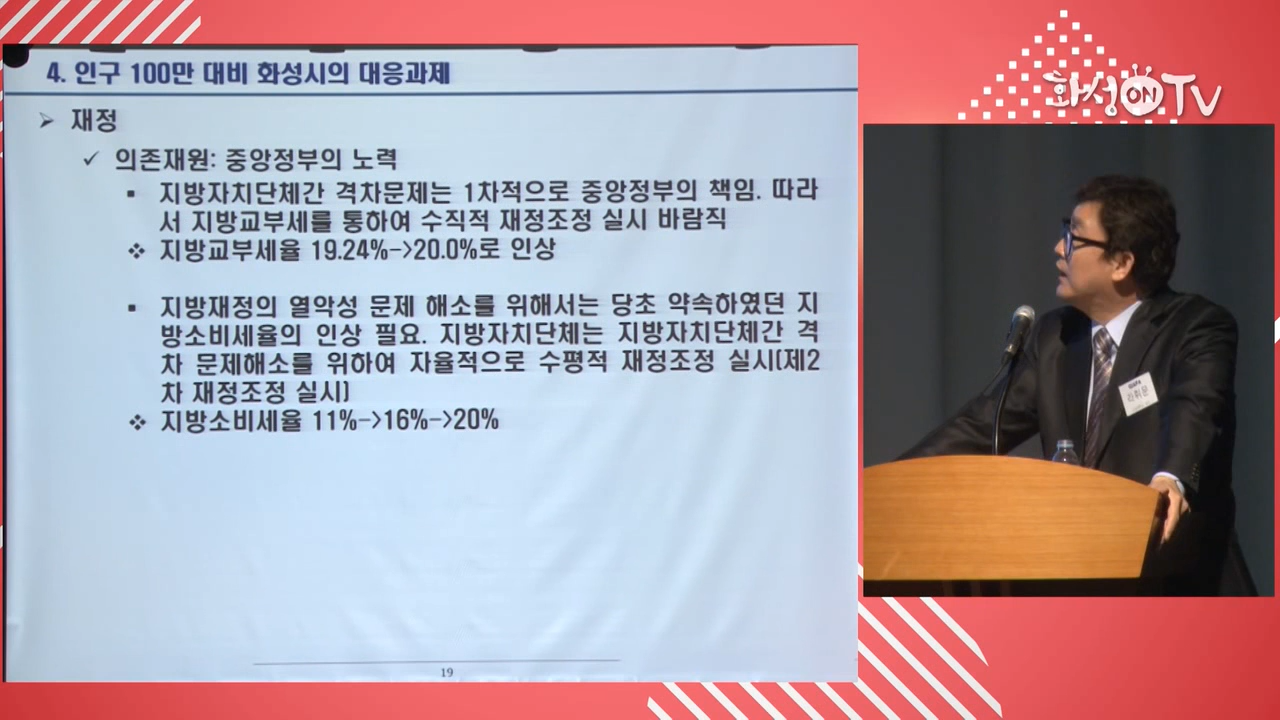 4. 인구 100만 대비 화성시의 대응과제
화성ONTV
➢ 재정
✓ 의존재원: 중앙정부의 노력
▪ 지방자치단체간 격차문제는 1차적으로 중앙정부의 책임. 따라
서 지방교부세를 통하여 수직적 재정조정 실시 바람직
❖ 지방교부세율 19.24%->20.0%로 인상
▪ 지방재정의 열악성 문제 해소를 위해서는 당초 약속하였던 지
방소비세율의 인상 필요. 지방자치단체는 지방자치단체간 격
차 문제해소를 위하여 자율적으로 수평적 재정조정 실시(제2
차 재정조정 실시)
❖ 지방소비세율 11%->16%->20%
라휘문
19